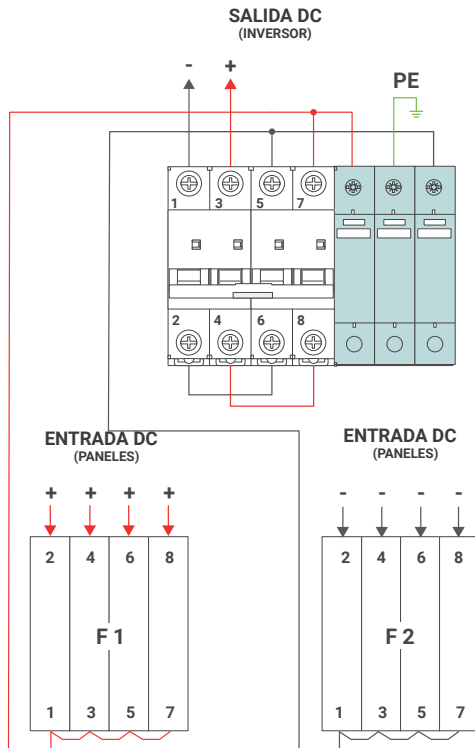 SALIDA DC
(INVERSOR)
- +
PE
1 3 5 7
2 4 6 8
ENTRADA DC
(PANELES)
+ + + +
2 4 6 8
F 1
1 3 5 7
ENTRADA DC
(PANELES)
- - - -
2 4 6 8
F 2
1 3 5 7